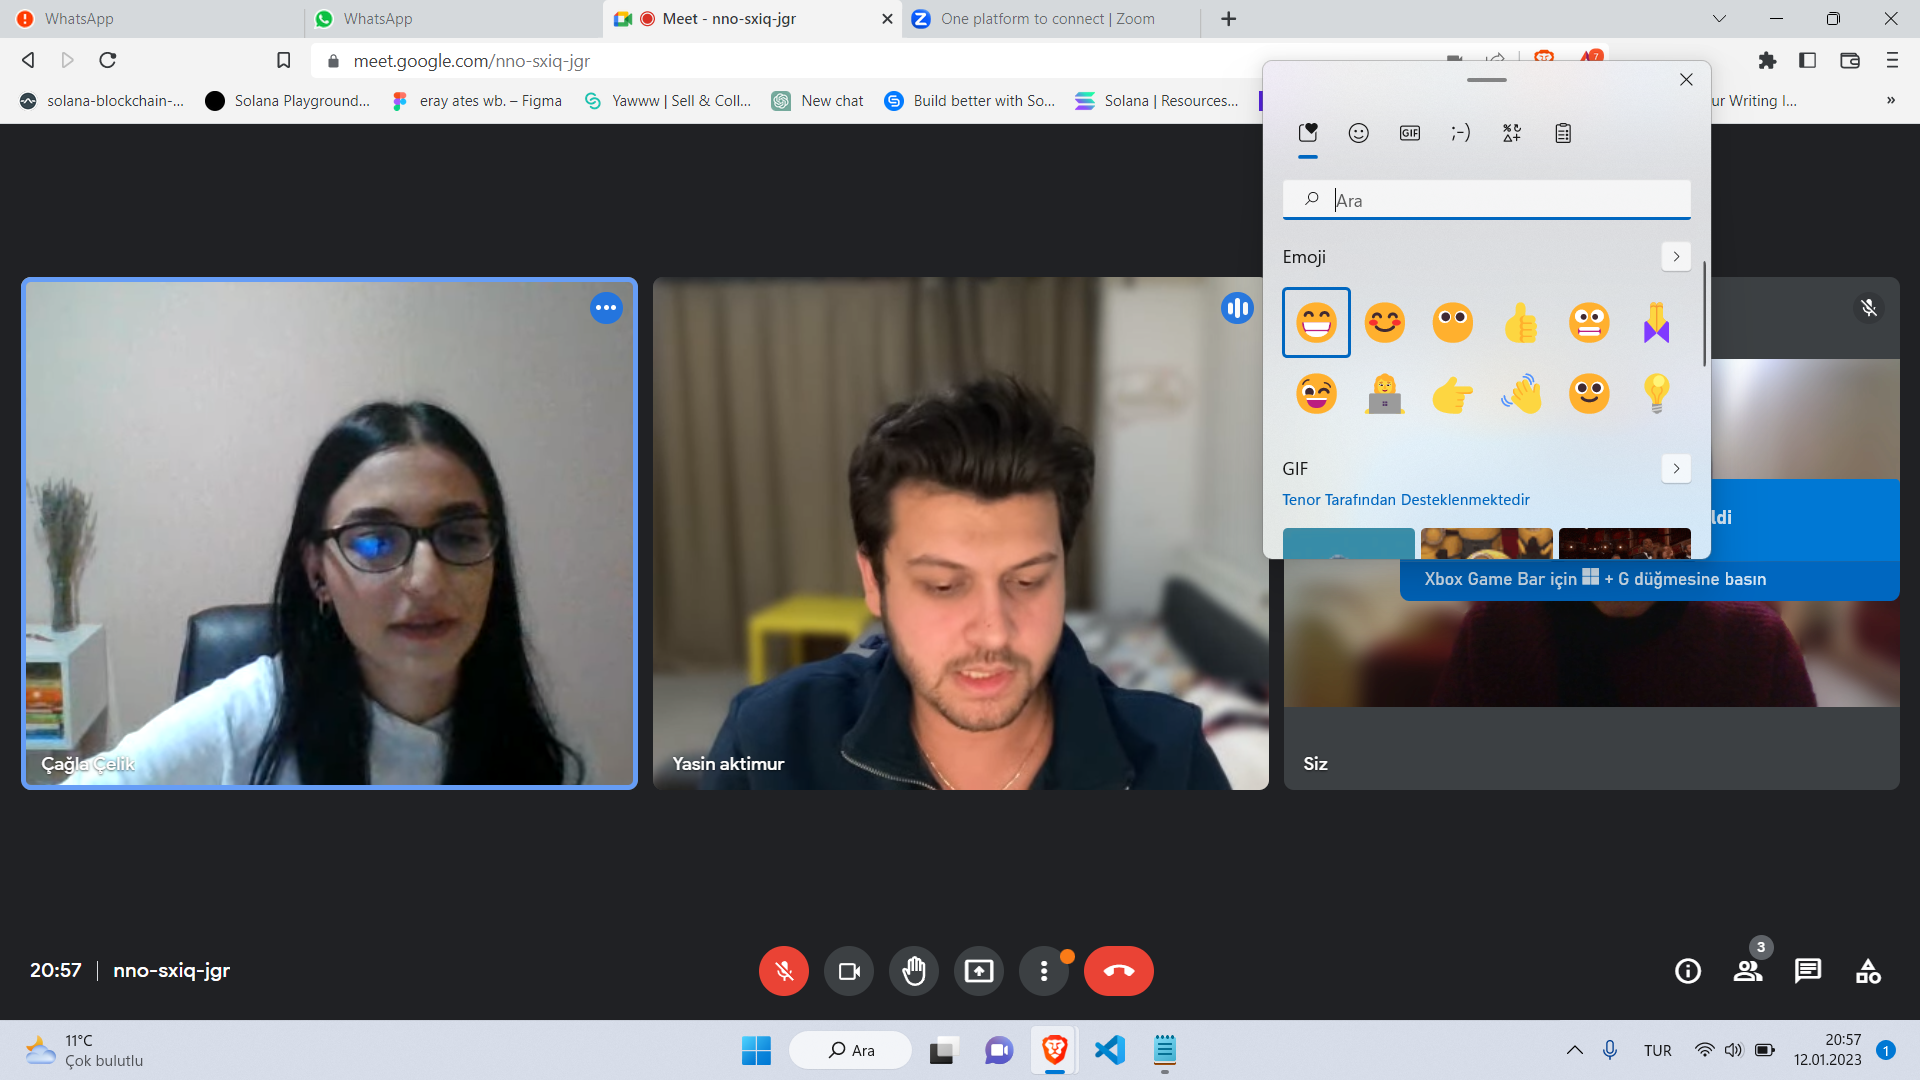 WhatsApp
WhatsApp
Meet - nno-sxiq-jgr
One platform to connect | Zoom
meet.google.com/nno-sxiq-jgr
7
solana-blockchain-...
Solana Playground...
eray ates wb. – Figma
Yawww | Sell & Coll...
New chat
Build better with So...
Solana | Resources...
ur Writing I...
»
GIF
;-)
Ara
Emoji
GIF
Tenor Tarafından Desteklenmektedir
ldi
Xbox Game Bar için + G düğmesine basın
Çağla Çelik
Yasin aktimur
Siz
20:57
nno-sxiq-jgr
3
11°C
Çok bulutlu
Ara
TUR
20:57
12.01.2023
1